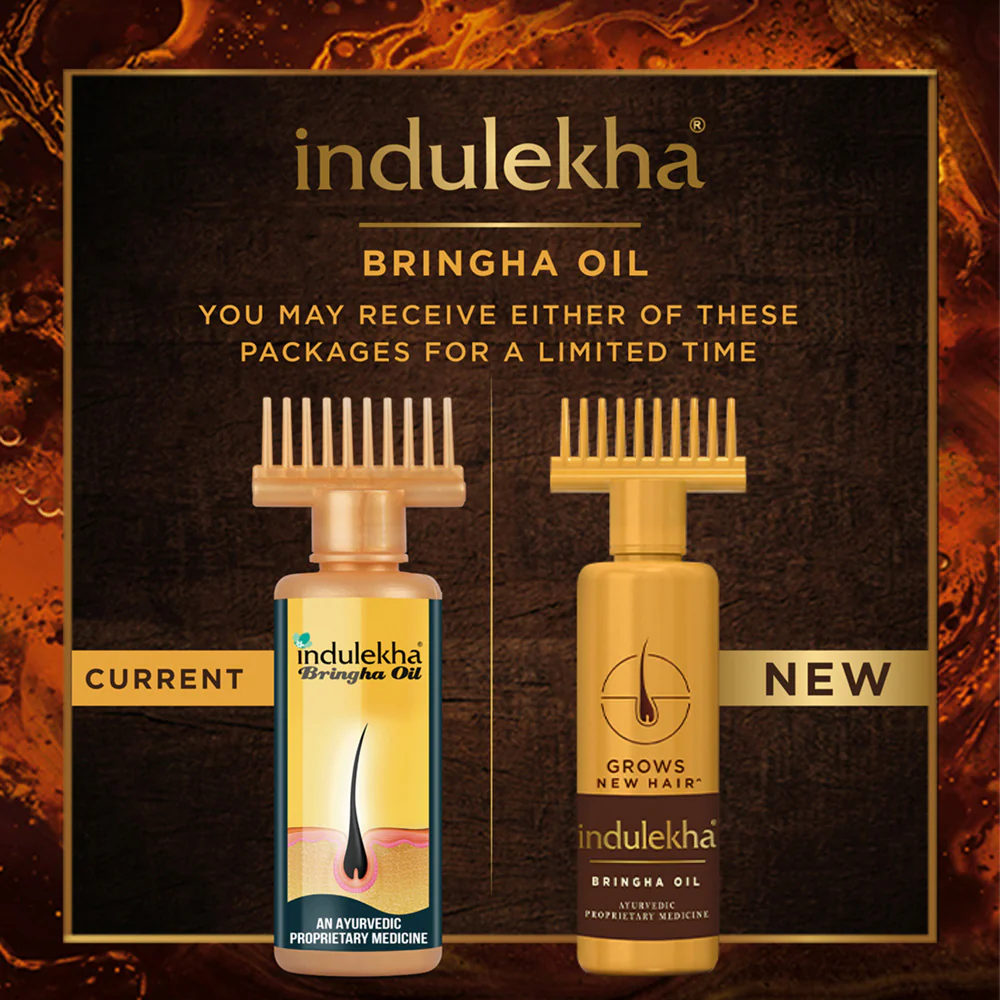 indulekha®
BRINGHA OIL
YOU MAY RECEIVE EITHER OF THESE
PACKAGES FOR A LIMITED TIME
CURRENT
indulekha®
Bringha Oil
AN AYURVEDIC
PROPRIETARY MEDICINE
NEW
GROWS
NEW HAIR^
indulekha®
BRINGHA OIL
AYURVEDIC
PROPRIETARY MEDICINE